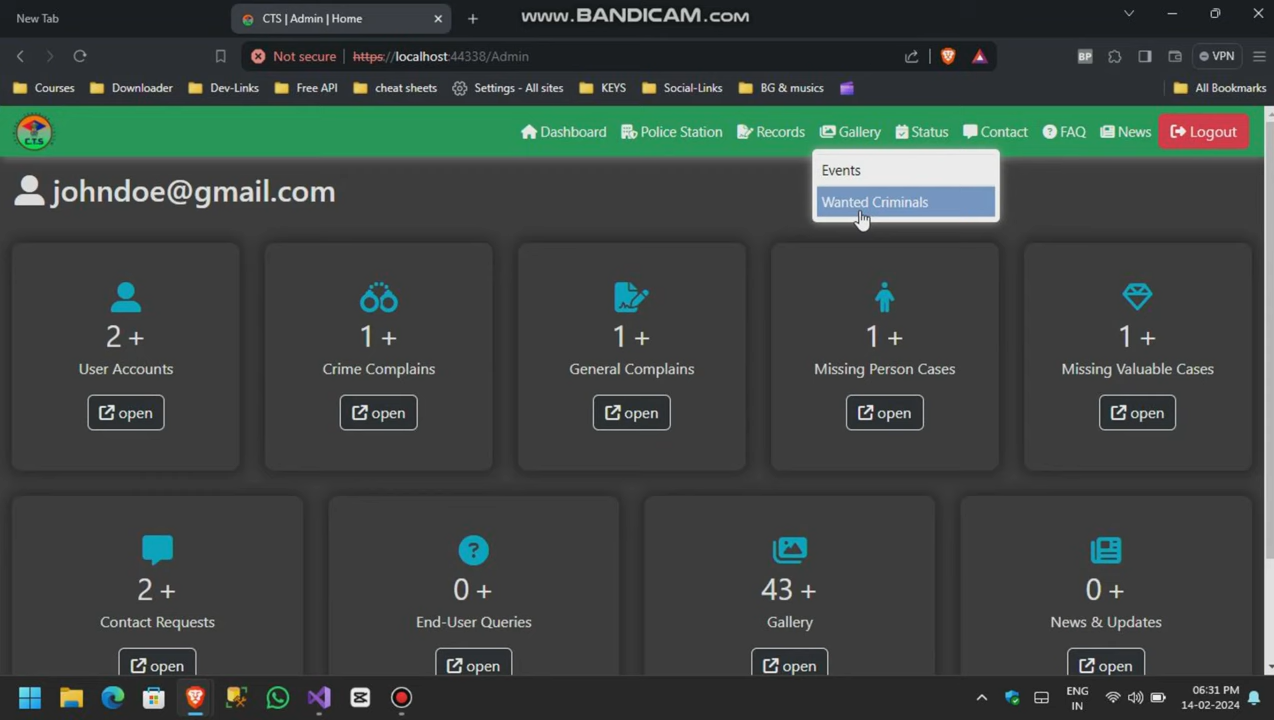 New Tab
CTS | Admin | Home
www.BANDICAM.com
Not secure
https://localhost:44338/Admin
BP
VPN
Courses
Downloader
Dev-Links
Free API
cheat sheets
Settings - All sites
KEYS
Social-Links
BG & musics
All Bookmarks
C.T.S
Dashboard
Police Station
Records
Gallery
Status
Contact
FAQ
News
Logout
Events
Wanted Criminals
johndoe@gmail.com
2 +
User Accounts
open
1 +
Crime Complains
open
1 +
General Complains
open
1 +
Missing Person Cases
open
1 +
Missing Valuable Cases
open
2 +
Contact Requests
open
0 +
End-User Queries
open
43 +
Gallery
open
0 +
News & Updates
open
ENG
IN
06:31 PM
14-02-2024